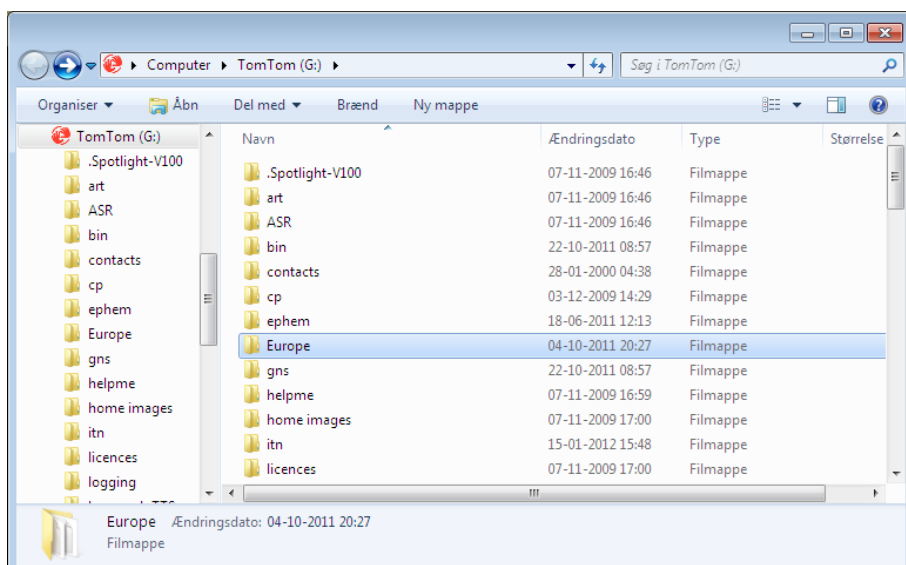 Computer TomTom (G:) Søg i TomTom (G:)
Organiser Åbn Del med Brænd Ny mappe
TomTom (G:)
.Spotlight-V100
art
ASR
bin
contacts
cp
ephem
Europe
gns
helpme
home images
itn
licences
logging
Navn Ændringsdato Type Størrelse
.Spotlight-V100 07-11-2009 16:46 Filmappe
art 07-11-2009 16:46 Filmappe
ASR 07-11-2009 16:46 Filmappe
bin 22-10-2011 08:57 Filmappe
contacts 28-01-2000 04:38 Filmappe
cp 03-12-2009 14:29 Filmappe
ephem 18-06-2011 12:13 Filmappe
Europe 04-10-2011 20:27 Filmappe
gns 22-10-2011 08:57 Filmappe
helpme 07-11-2009 16:59 Filmappe
home images 07-11-2009 17:00 Filmappe
itn 15-01-2012 15:48 Filmappe
licences 07-11-2009 17:00 Filmappe
Europe Ændringsdato: 04-10-2011 20:27
Filmappe